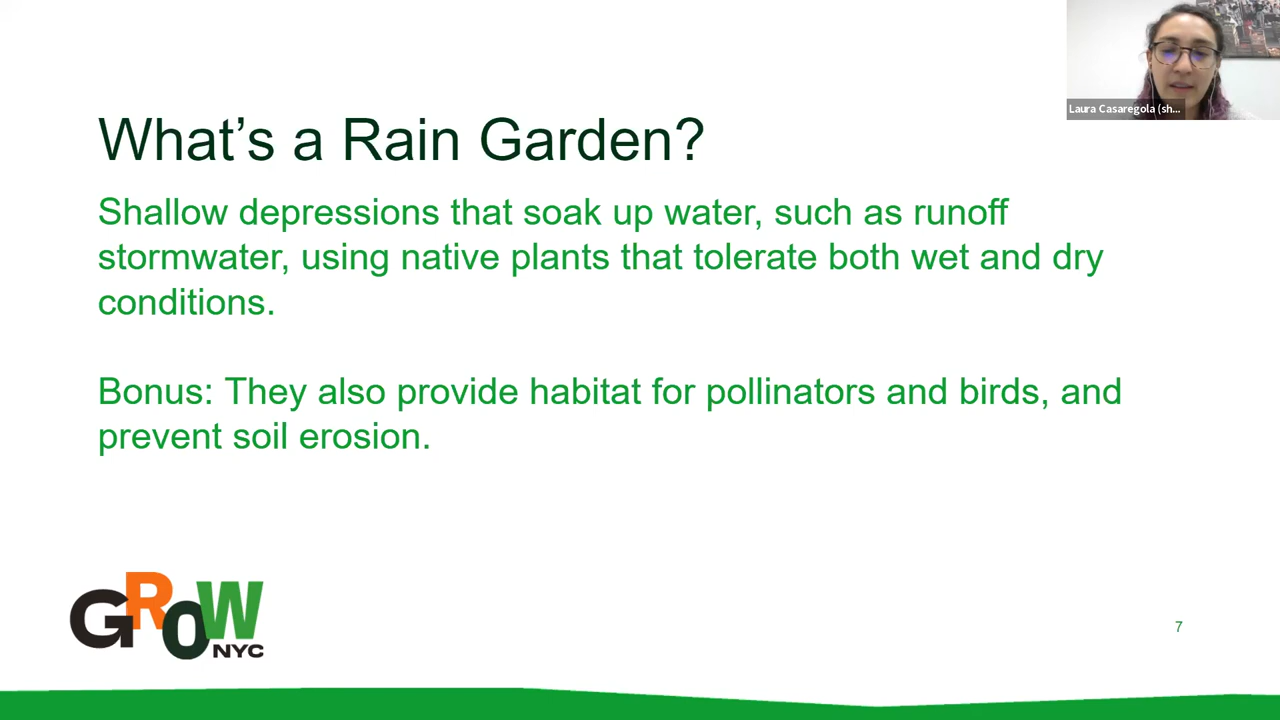 Laura Casaregola (sh...
What's a Rain Garden?
Shallow depressions that soak up water, such as runoff
stormwater, using native plants that tolerate both wet and dry
conditions.
Bonus: They also provide habitat for pollinators and birds, and
prevent soil erosion.
GROW
NYC
7